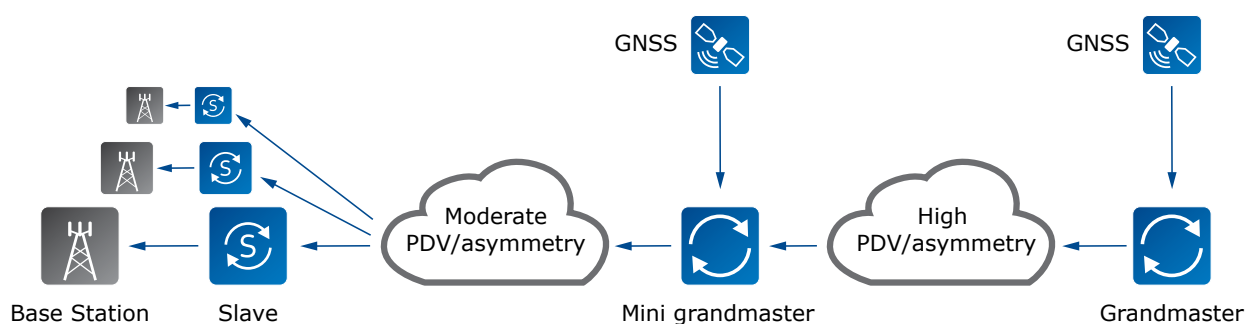 GNSS
GNSS
S
S
Moderate
PDV/asymmetry
High
PDV/asymmetry
S
Base Station
Slave
Mini grandmaster
Grandmaster